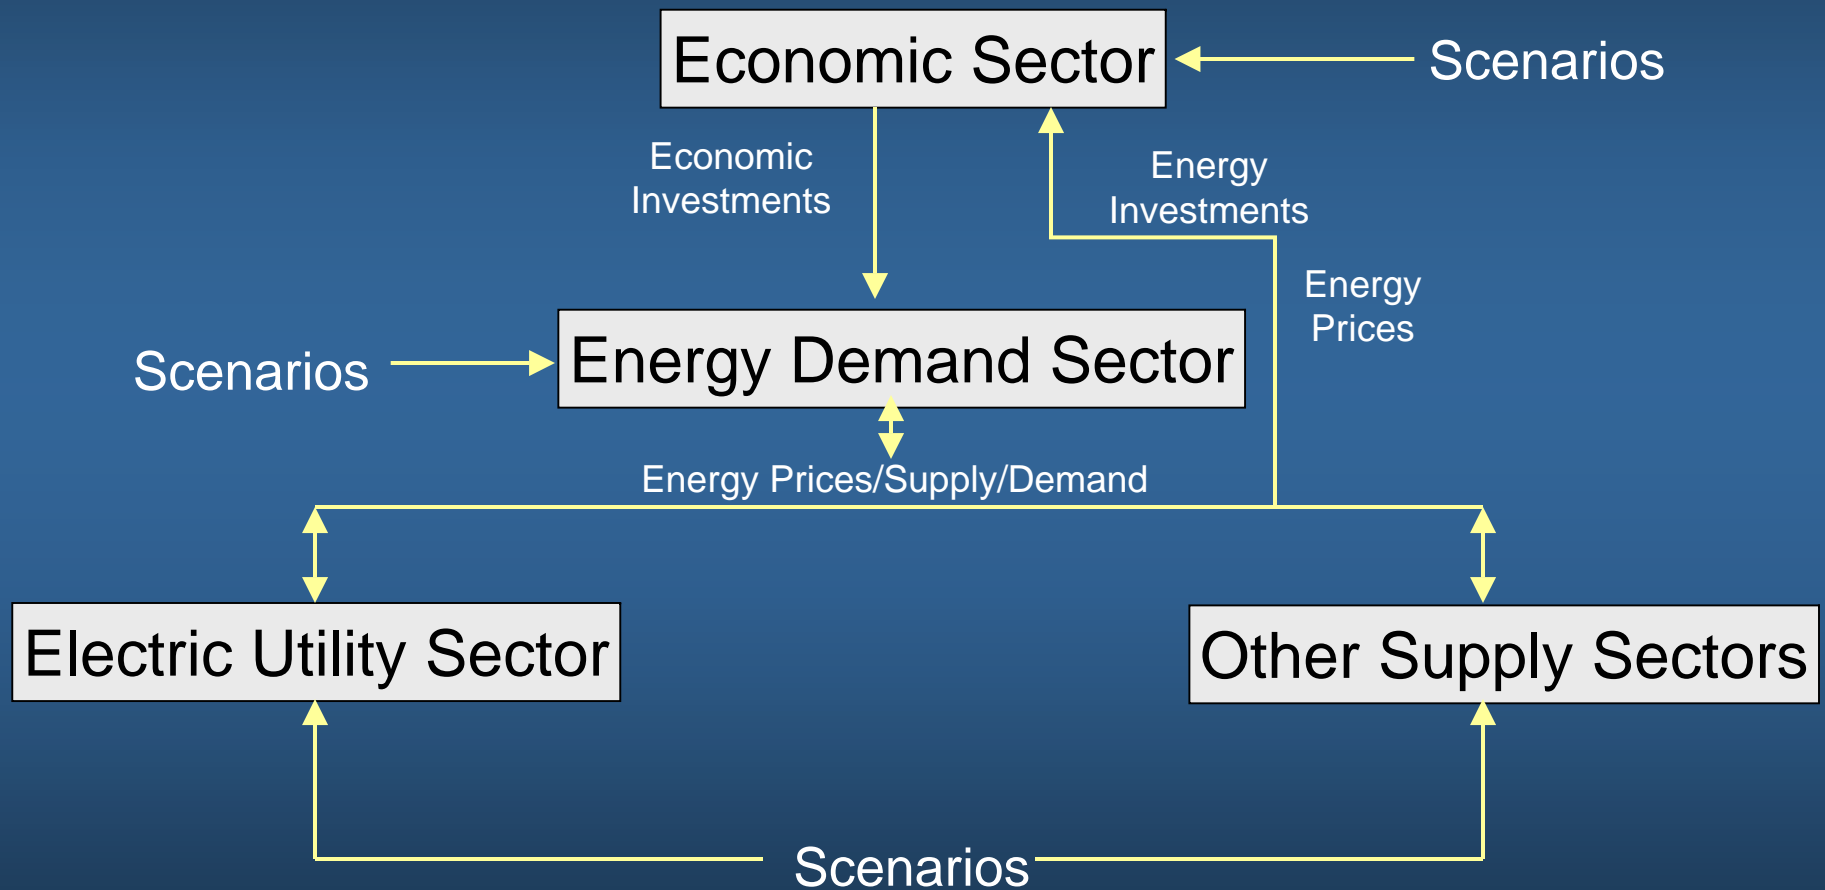 Economic Sector
Scenarios
Economic
Investments
Energy
Investments
Energy
Prices
Scenarios
Energy Demand Sector
Energy Prices/Supply/Demand
Electric Utility Sector
Other Supply Sectors
Scenarios